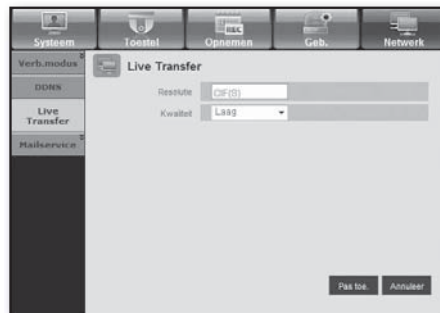 Systeem Toestel Opnemen Geb. Netwerk
REC
Verb.modus
DDNS
Live Transfer
Mailservice
Live Transfer
Resolutie CIF(S)
Kwaliteit Laag
Pas toe. Annuleer